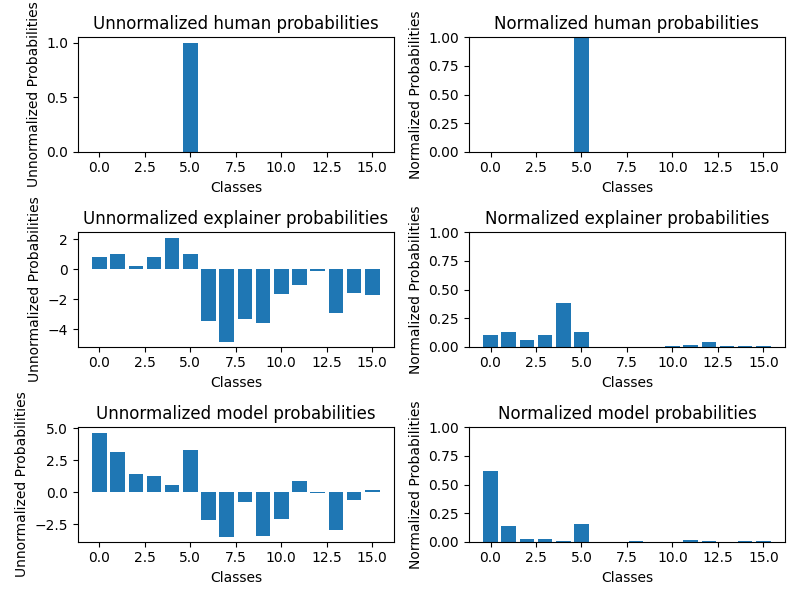 Unnormalized human probabilities
Unnormalized Probabilities
1.0
0.5
0.0
0.0 2.5 5.0 7.5 10.0 12.5 15.0
Classes
Normalized human probabilities
Normalized Probabilities
1.00
0.75
0.50
0.25
0.00
0.0 2.5 5.0 7.5 10.0 12.5 15.0
Classes
Unnormalized explainer probabilities
Unnormalized Probabilities
2
0
−2
−4
0.0 2.5 5.0 7.5 10.0 12.5 15.0
Classes
Normalized explainer probabilities
Normalized Probabilities
1.00
0.75
0.50
0.25
0.00
0.0 2.5 5.0 7.5 10.0 12.5 15.0
Classes
Unnormalized model probabilities
Unnormalized Probabilities
5.0
2.5
0.0
−2.5
0.0 2.5 5.0 7.5 10.0 12.5 15.0
Classes
Normalized model probabilities
Normalized Probabilities
1.00
0.75
0.50
0.25
0.00
0.0 2.5 5.0 7.5 10.0 12.5 15.0
Classes